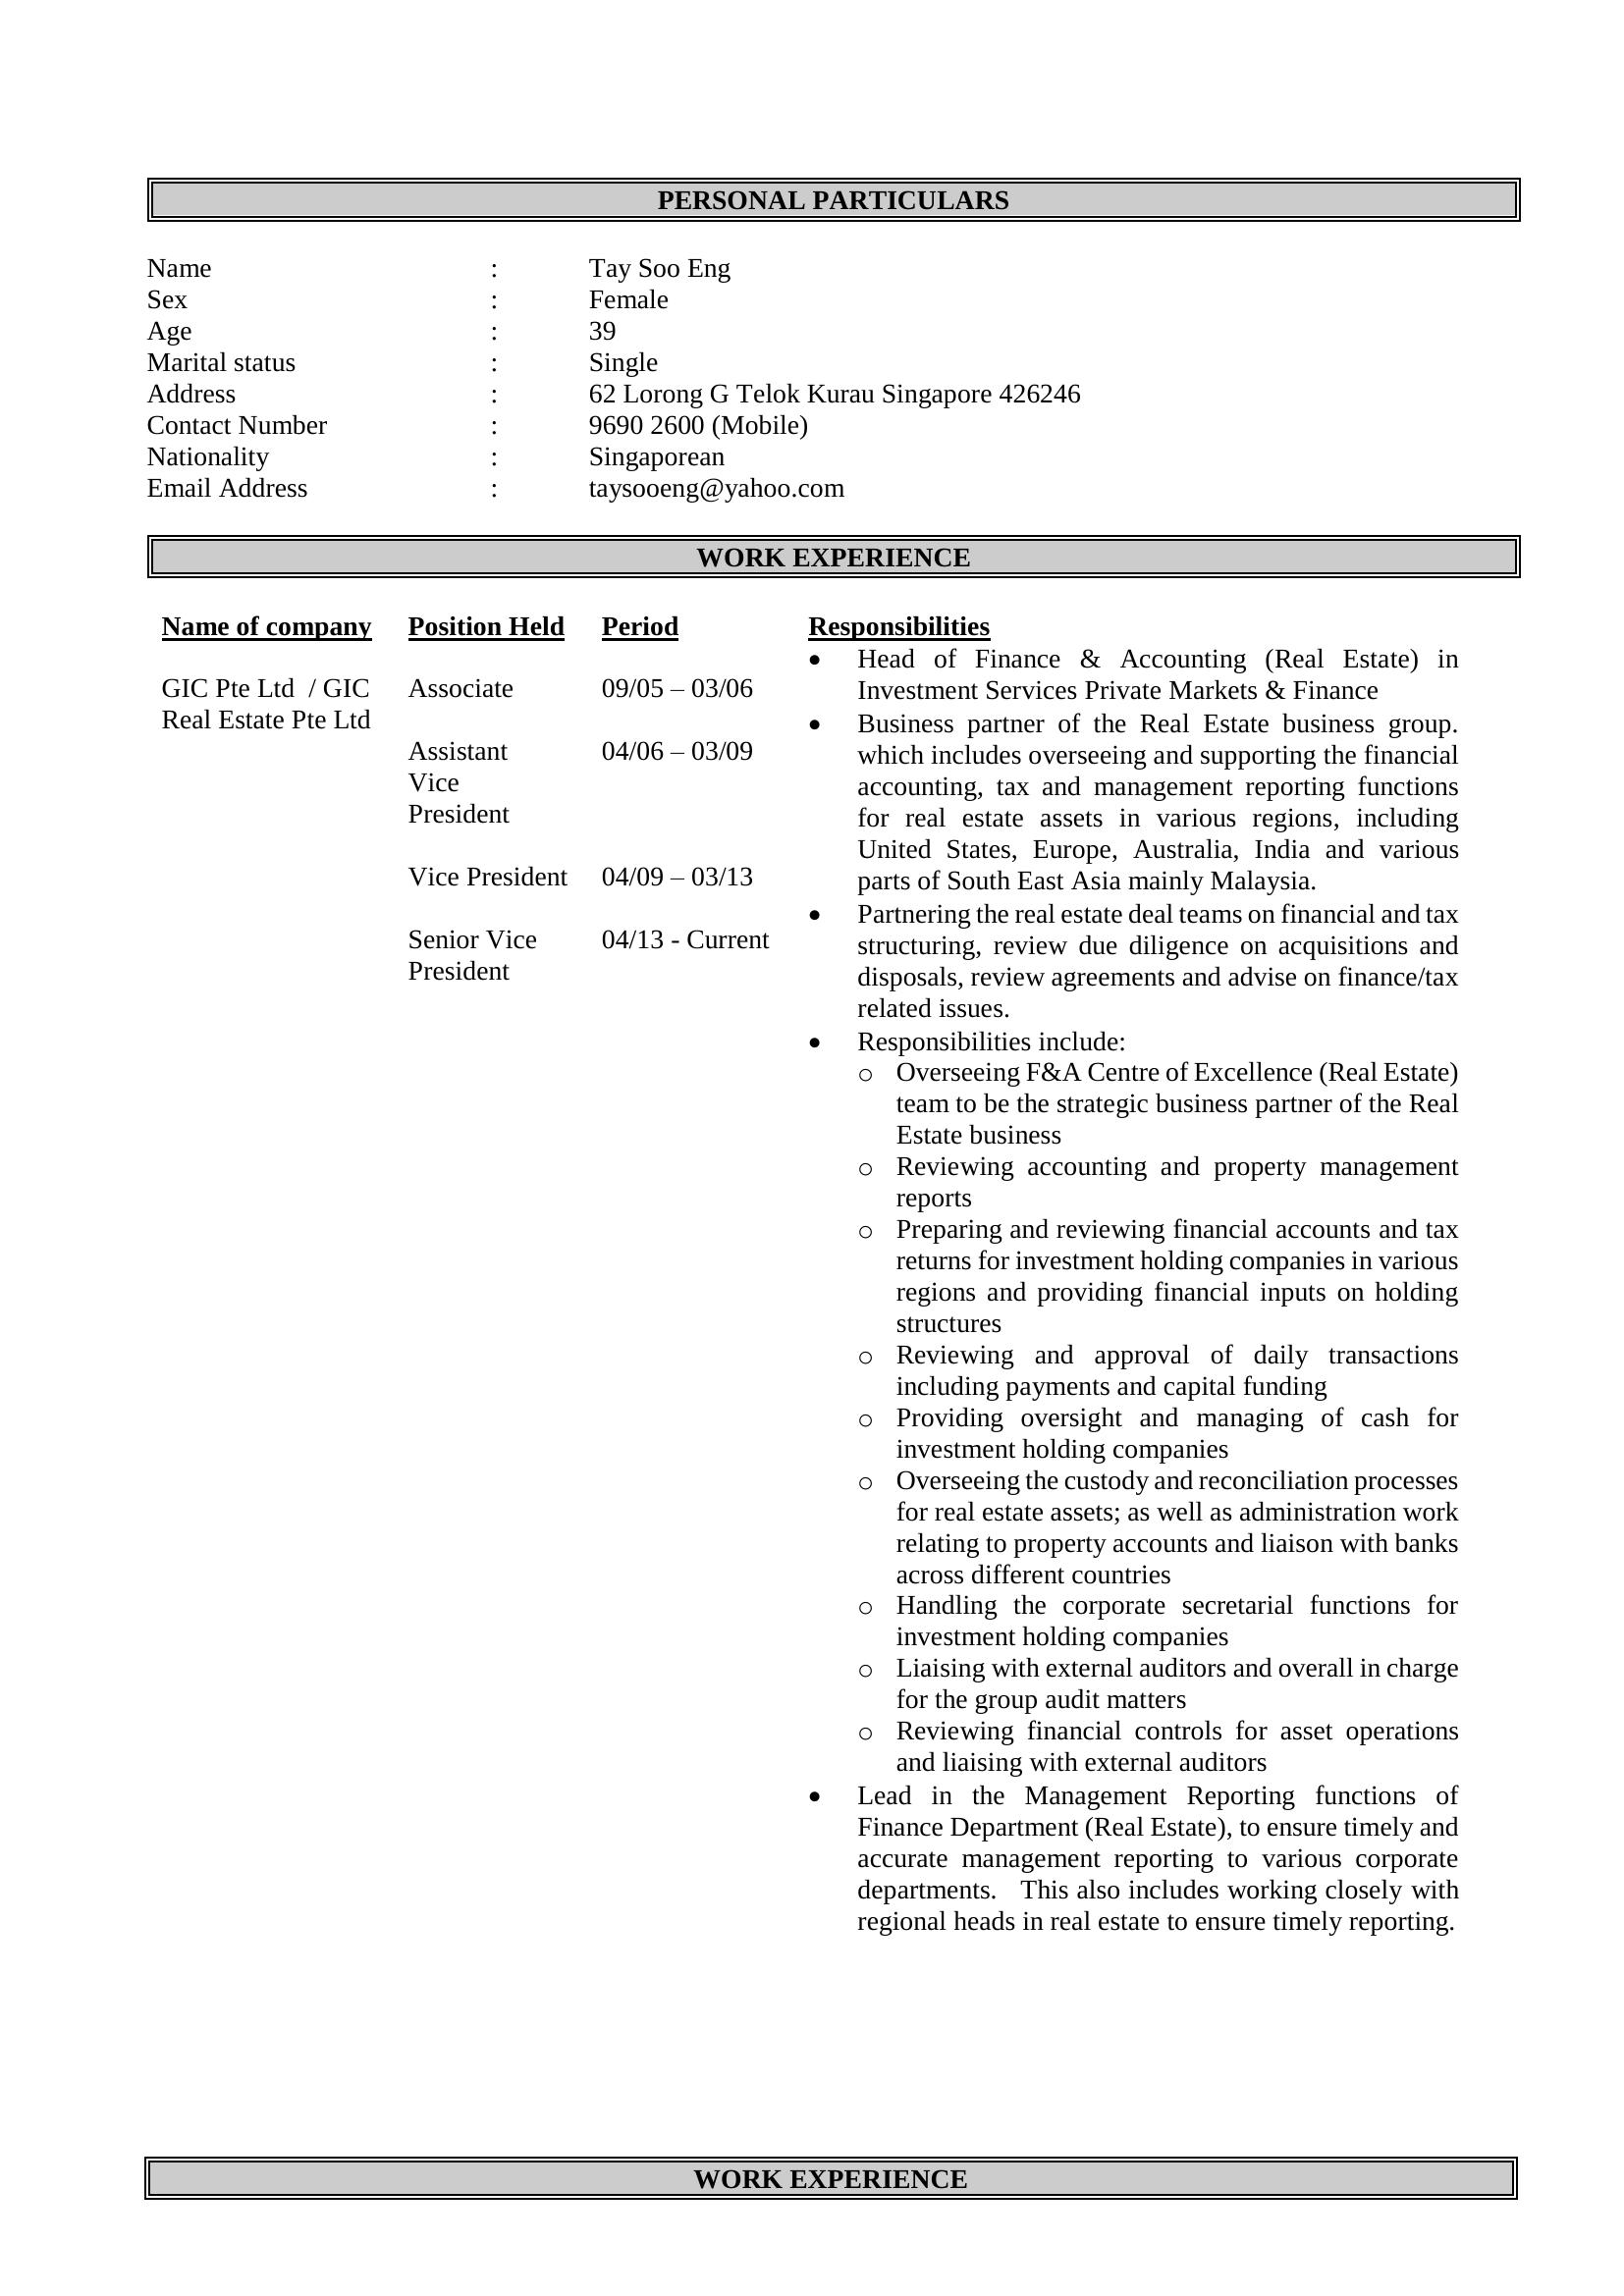 PERSONAL PARTICULARS
Name : Tay Soo Eng
Sex : Female
Age : 39
Marital status : Single
Address : 62 Lorong G Telok Kurau Singapore 426246
Contact Number : 9690 2600 (Mobile)
Nationality : Singaporean
Email Address : taysooeng@yahoo.com
WORK EXPERIENCE
Name of company Position Held Period Responsibilities
GIC Pte Ltd / GIC
Real Estate Pte Ltd
Associate 09/05 – 03/06
Assistant 04/06 – 03/09
Vice
President
Vice President 04/09 – 03/13
Senior Vice 04/13 - Current
President
• Head of Finance & Accounting (Real Estate) in
Investment Services Private Markets & Finance
• Business partner of the Real Estate business group.
which includes overseeing and supporting the financial
accounting, tax and management reporting functions
for real estate assets in various regions, including
United States, Europe, Australia, India and various
parts of South East Asia mainly Malaysia.
• Partnering the real estate deal teams on financial and tax
structuring, review due diligence on acquisitions and
disposals, review agreements and advise on finance/tax
related issues.
• Responsibilities include:
o Overseeing F&A Centre of Excellence (Real Estate)
team to be the strategic business partner of the Real
Estate business
o Reviewing accounting and property management
reports
o Preparing and reviewing financial accounts and tax
returns for investment holding companies in various
regions and providing financial inputs on holding
structures
o Reviewing and approval of daily transactions
including payments and capital funding
o Providing oversight and managing of cash for
investment holding companies
o Overseeing the custody and reconciliation processes
for real estate assets; as well as administration work
relating to property accounts and liaison with banks
across different countries
o Handling the corporate secretarial functions for
investment holding companies
o Liaising with external auditors and overall in charge
for the group audit matters
o Reviewing financial controls for asset operations
and liaising with external auditors
• Lead in the Management Reporting functions of
Finance Department (Real Estate), to ensure timely and
accurate management reporting to various corporate
departments. This also includes working closely with
regional heads in real estate to ensure timely reporting.
WORK EXPERIENCE